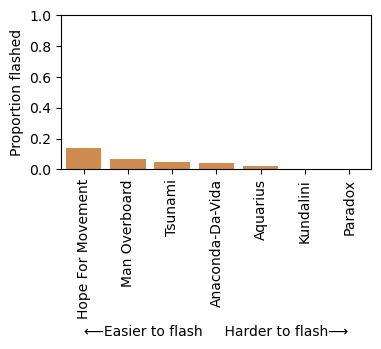 1.0
0.8
0.6
0.4
0.2
0.0
Proportion flashed
Hope For Movement
Man Overboard
Tsunami
Anaconda-Da-Vida
Aquarius
Kundalini
Paradox
⟵Easier to flash     Harder to flash⟶